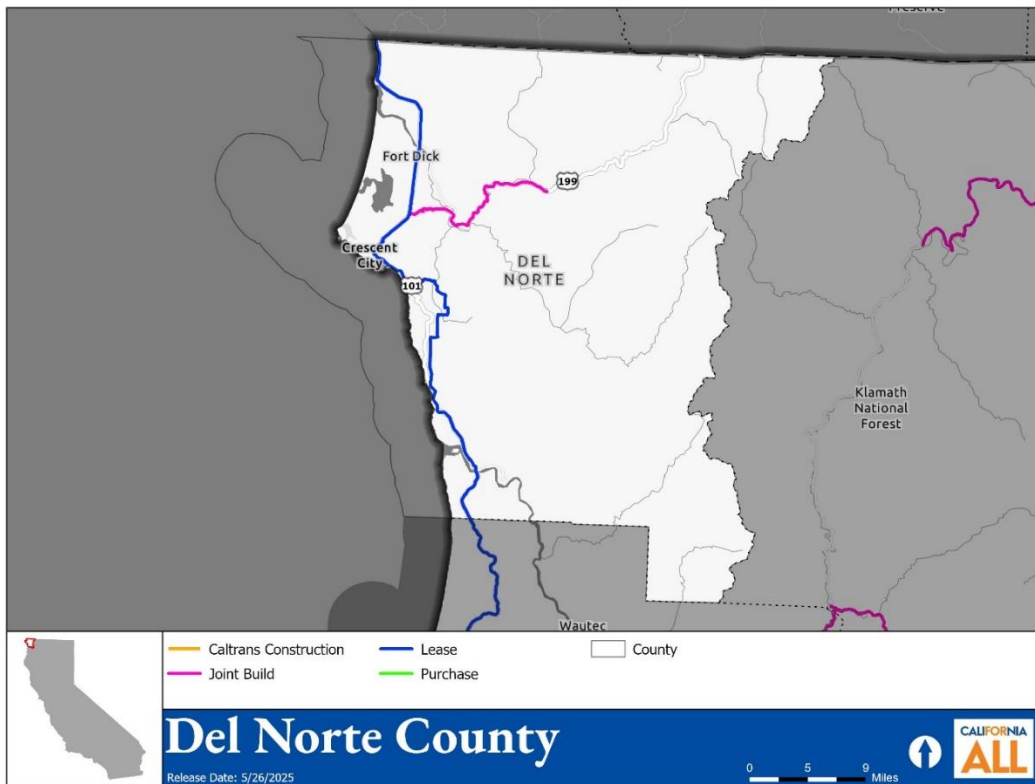 Preserve
Fort Dick
199
Crescent
City
101
DEL
NORTE
Klamath
National
Forest
Wautec
Caltrans Construction
Lease
County
Joint Build
Purchase
Del Norte County
Release Date: 5/26/2025
0 5 9
Miles
CALIFORNIA
ALL